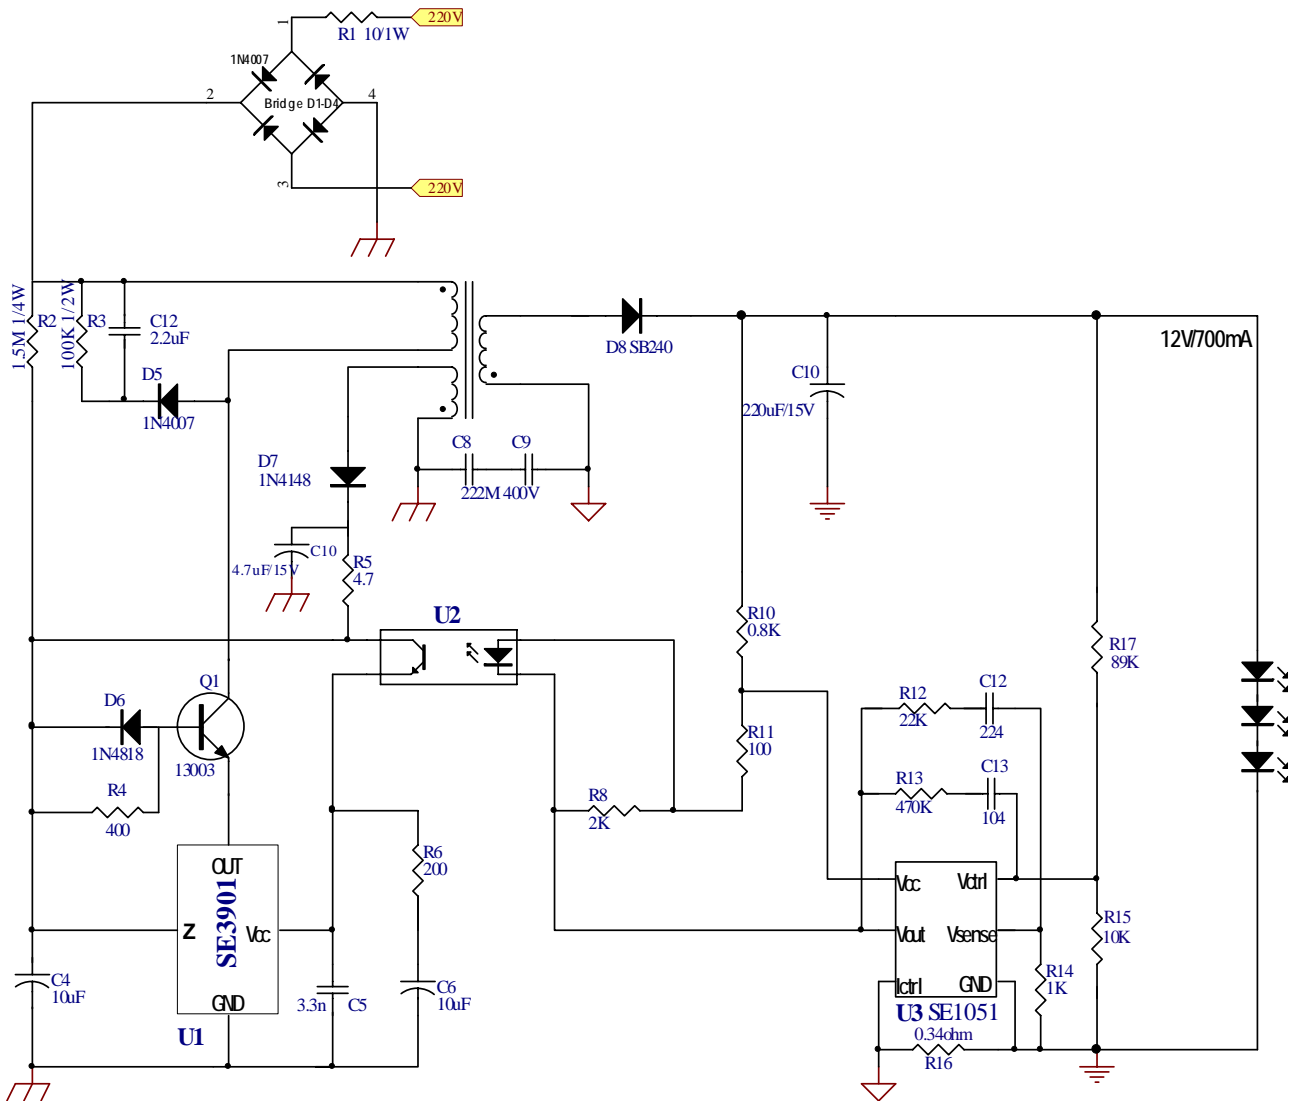 1
220V
R1 10/1W
1N4007
2
Bridge D1-D4
4
3
220V
1.5M 1/4W
R2
100K 1/2W
R3
C12
2.2uF
D5
1N4007
D8 SB240
12V/700mA
C10
220uF/15V
C8
C9
222M 400V
D7
1N4148
C10
4.7uF/15V
R5
4.7
U2
R10
0.8K
R17
89K
Q1
13003
D6
1N4818
R4
400
R11
100
R12
22K
C12
224
R13
470K
C13
104
R8
2K
R6
200
OUT
SE3901
Z
Vcc
GND
U1
C4
10uF
3.3n
C5
C6
10uF
Vcc
Vctrl
Vout
Vsense
Ictrl
GND
U3 SE1051
R15
10K
R14
1K
0.34ohm
R16